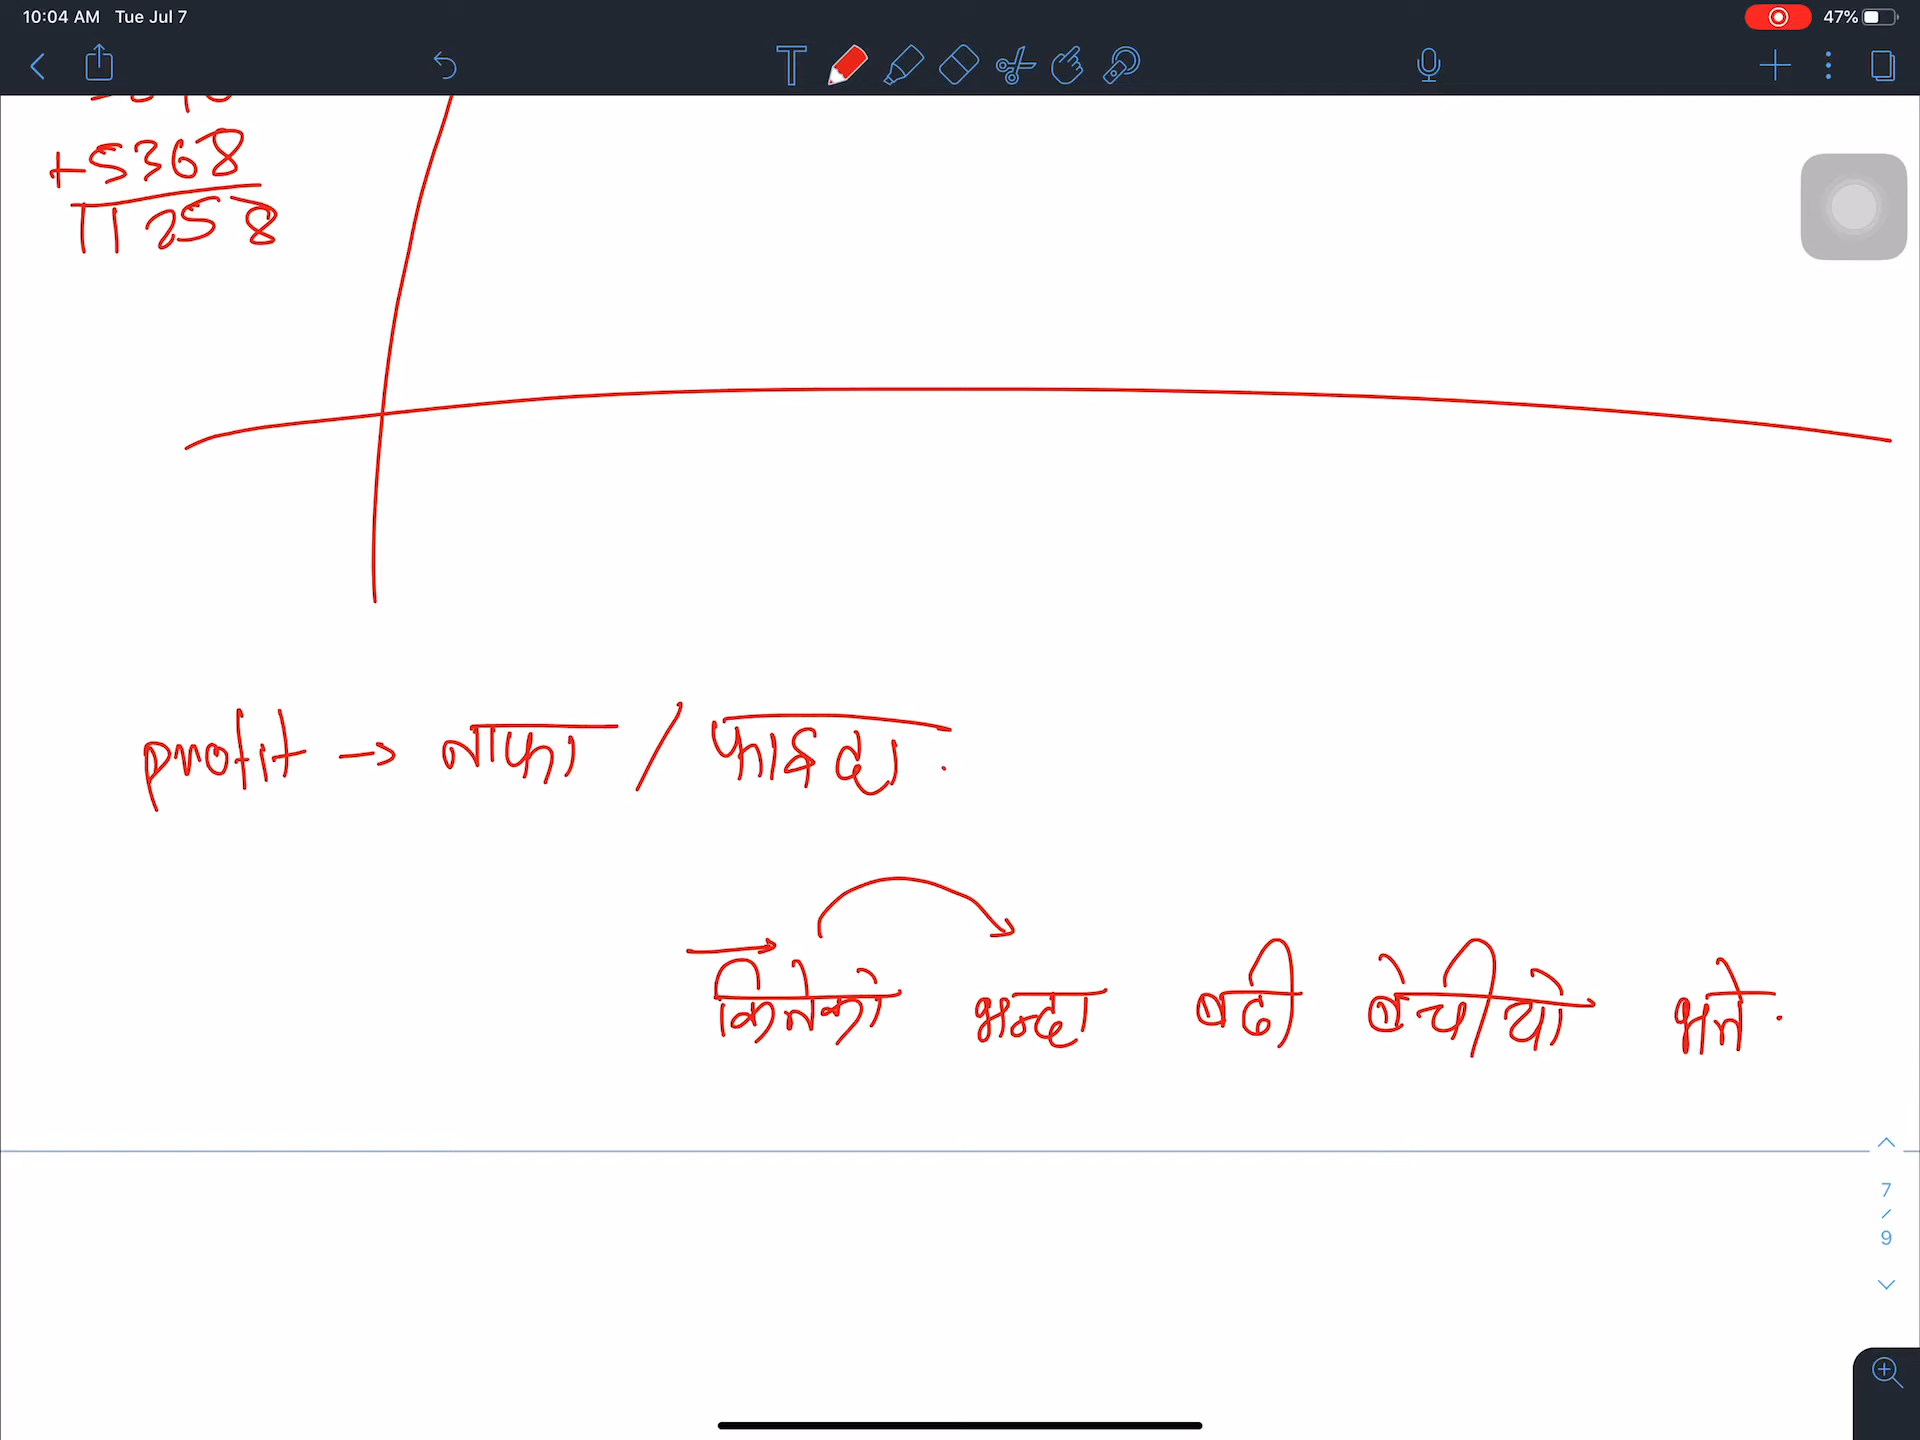 10:04 AM Tue Jul 7
47%
+5368
11258
profit → नाफा / फाइदा.
किनेको भन्दा बढी बेचीयो भने.
7
/
9